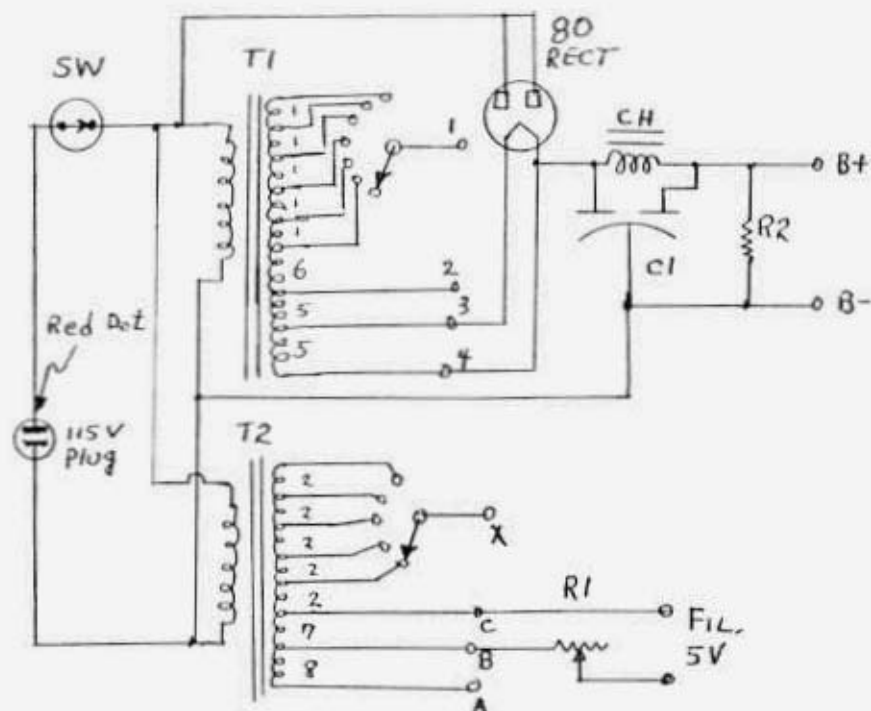 SW
T1
80
RECT
CH
1
1
1
1
1
1
B+
R2
C1
6
2
B-
5
3
5
4
Red Dot
115V
Plug
T2
2
2
X
2
2
R1
2
C
FIL.
7
B
5V
8
A